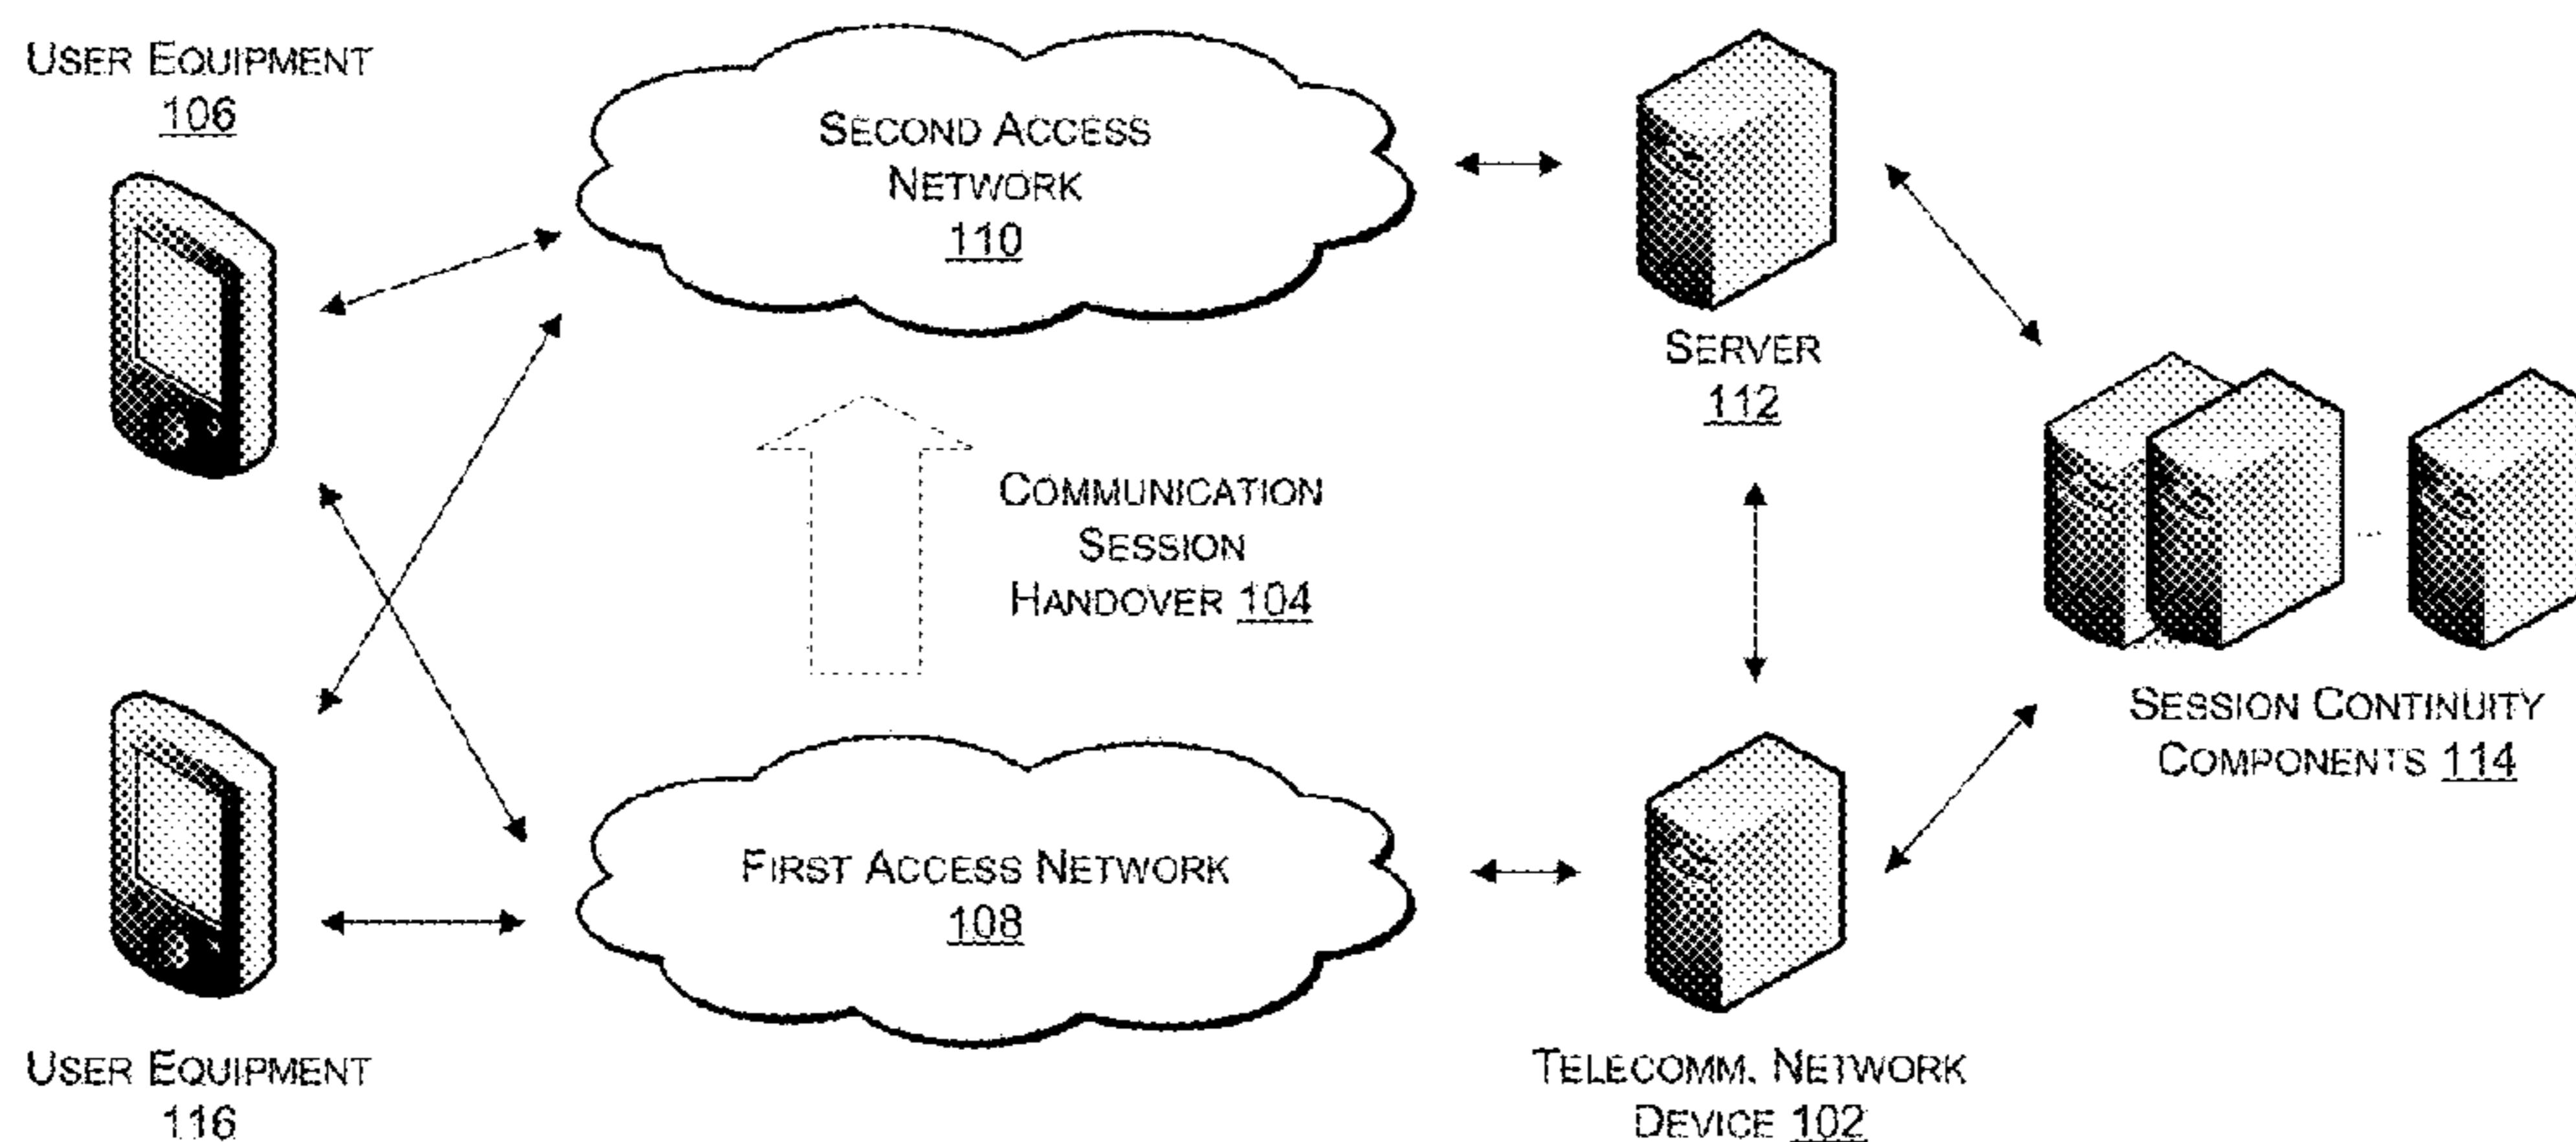 USER EQUIPMENT
106
SECOND ACCESS
NETWORK
110
SERVER
112
COMMUNICATION
SESSION
HANDOVER 104
SESSION CONTINUITY
COMPONENTS 114
FIRST ACCESS NETWORK
108
USER EQUIPMENT
116
TELECOMM. NETWORK
DEVICE 102